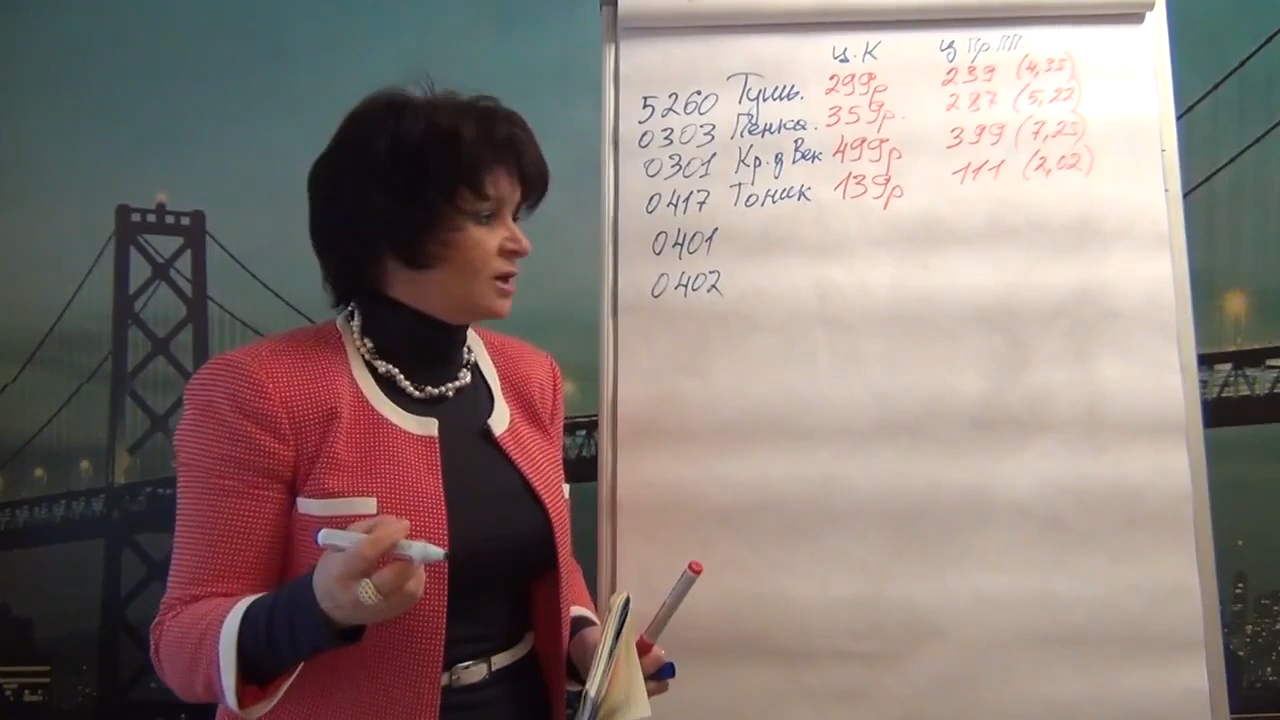 ц.К ц пр.ПП.
5260 Тушь. 299р 239 (4,35)
0303 Пенка. 359р. 287 (5,22)
0301 Кр.д Век 499р 399 (7,25)
0417 Тоник 139р 111 (2,02)
0401
0402